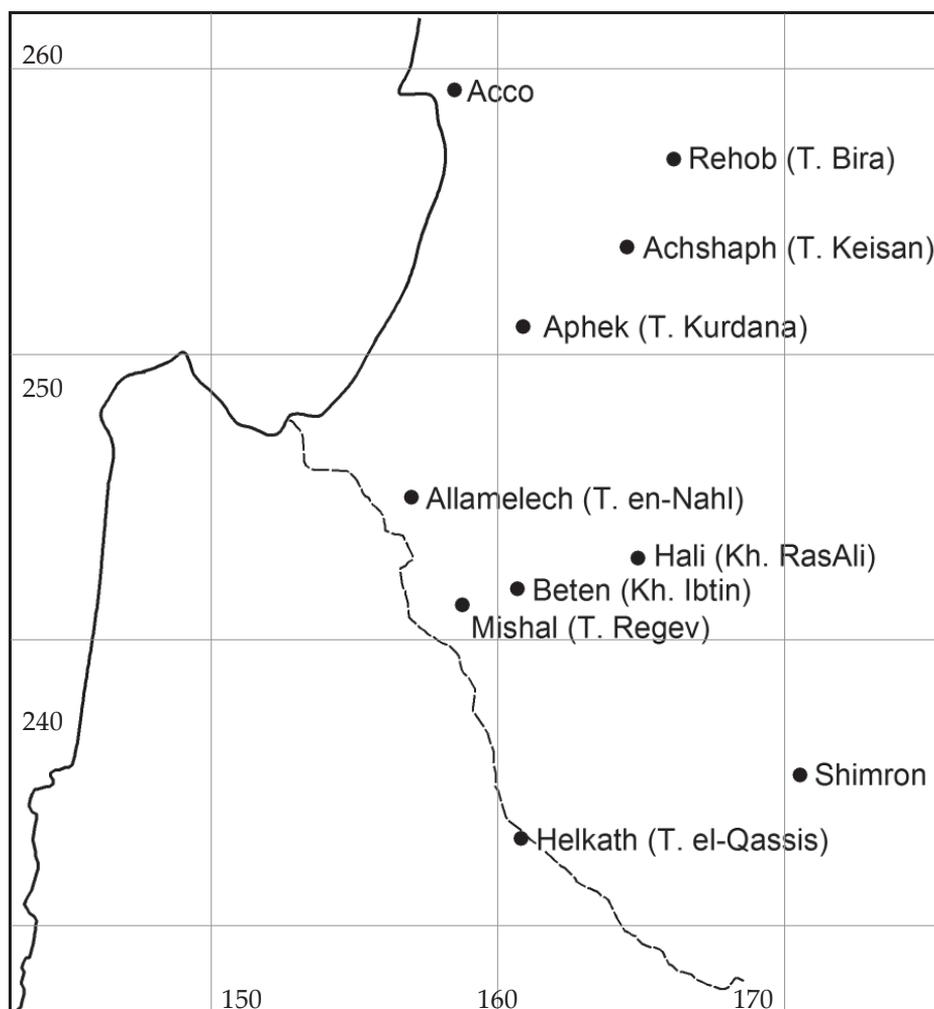 260
Acco
Rehob (T. Bira)
Achshaph (T. Keisan)
Aphek (T. Kurdana)
250
Allamelech (T. en-Nahl)
Hali (Kh. RasAli)
Beten (Kh. Ibtin)
Mishal (T. Regev)
240
Shimron
Helkath (T. el-Qassis)
150 160 170